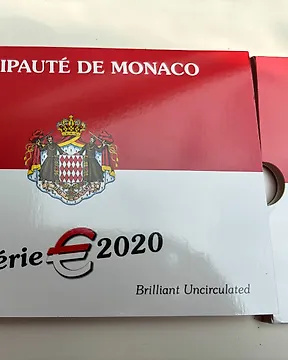 IPAUTÉ DE MONACO
érie € 2020
Brilliant Uncirculated